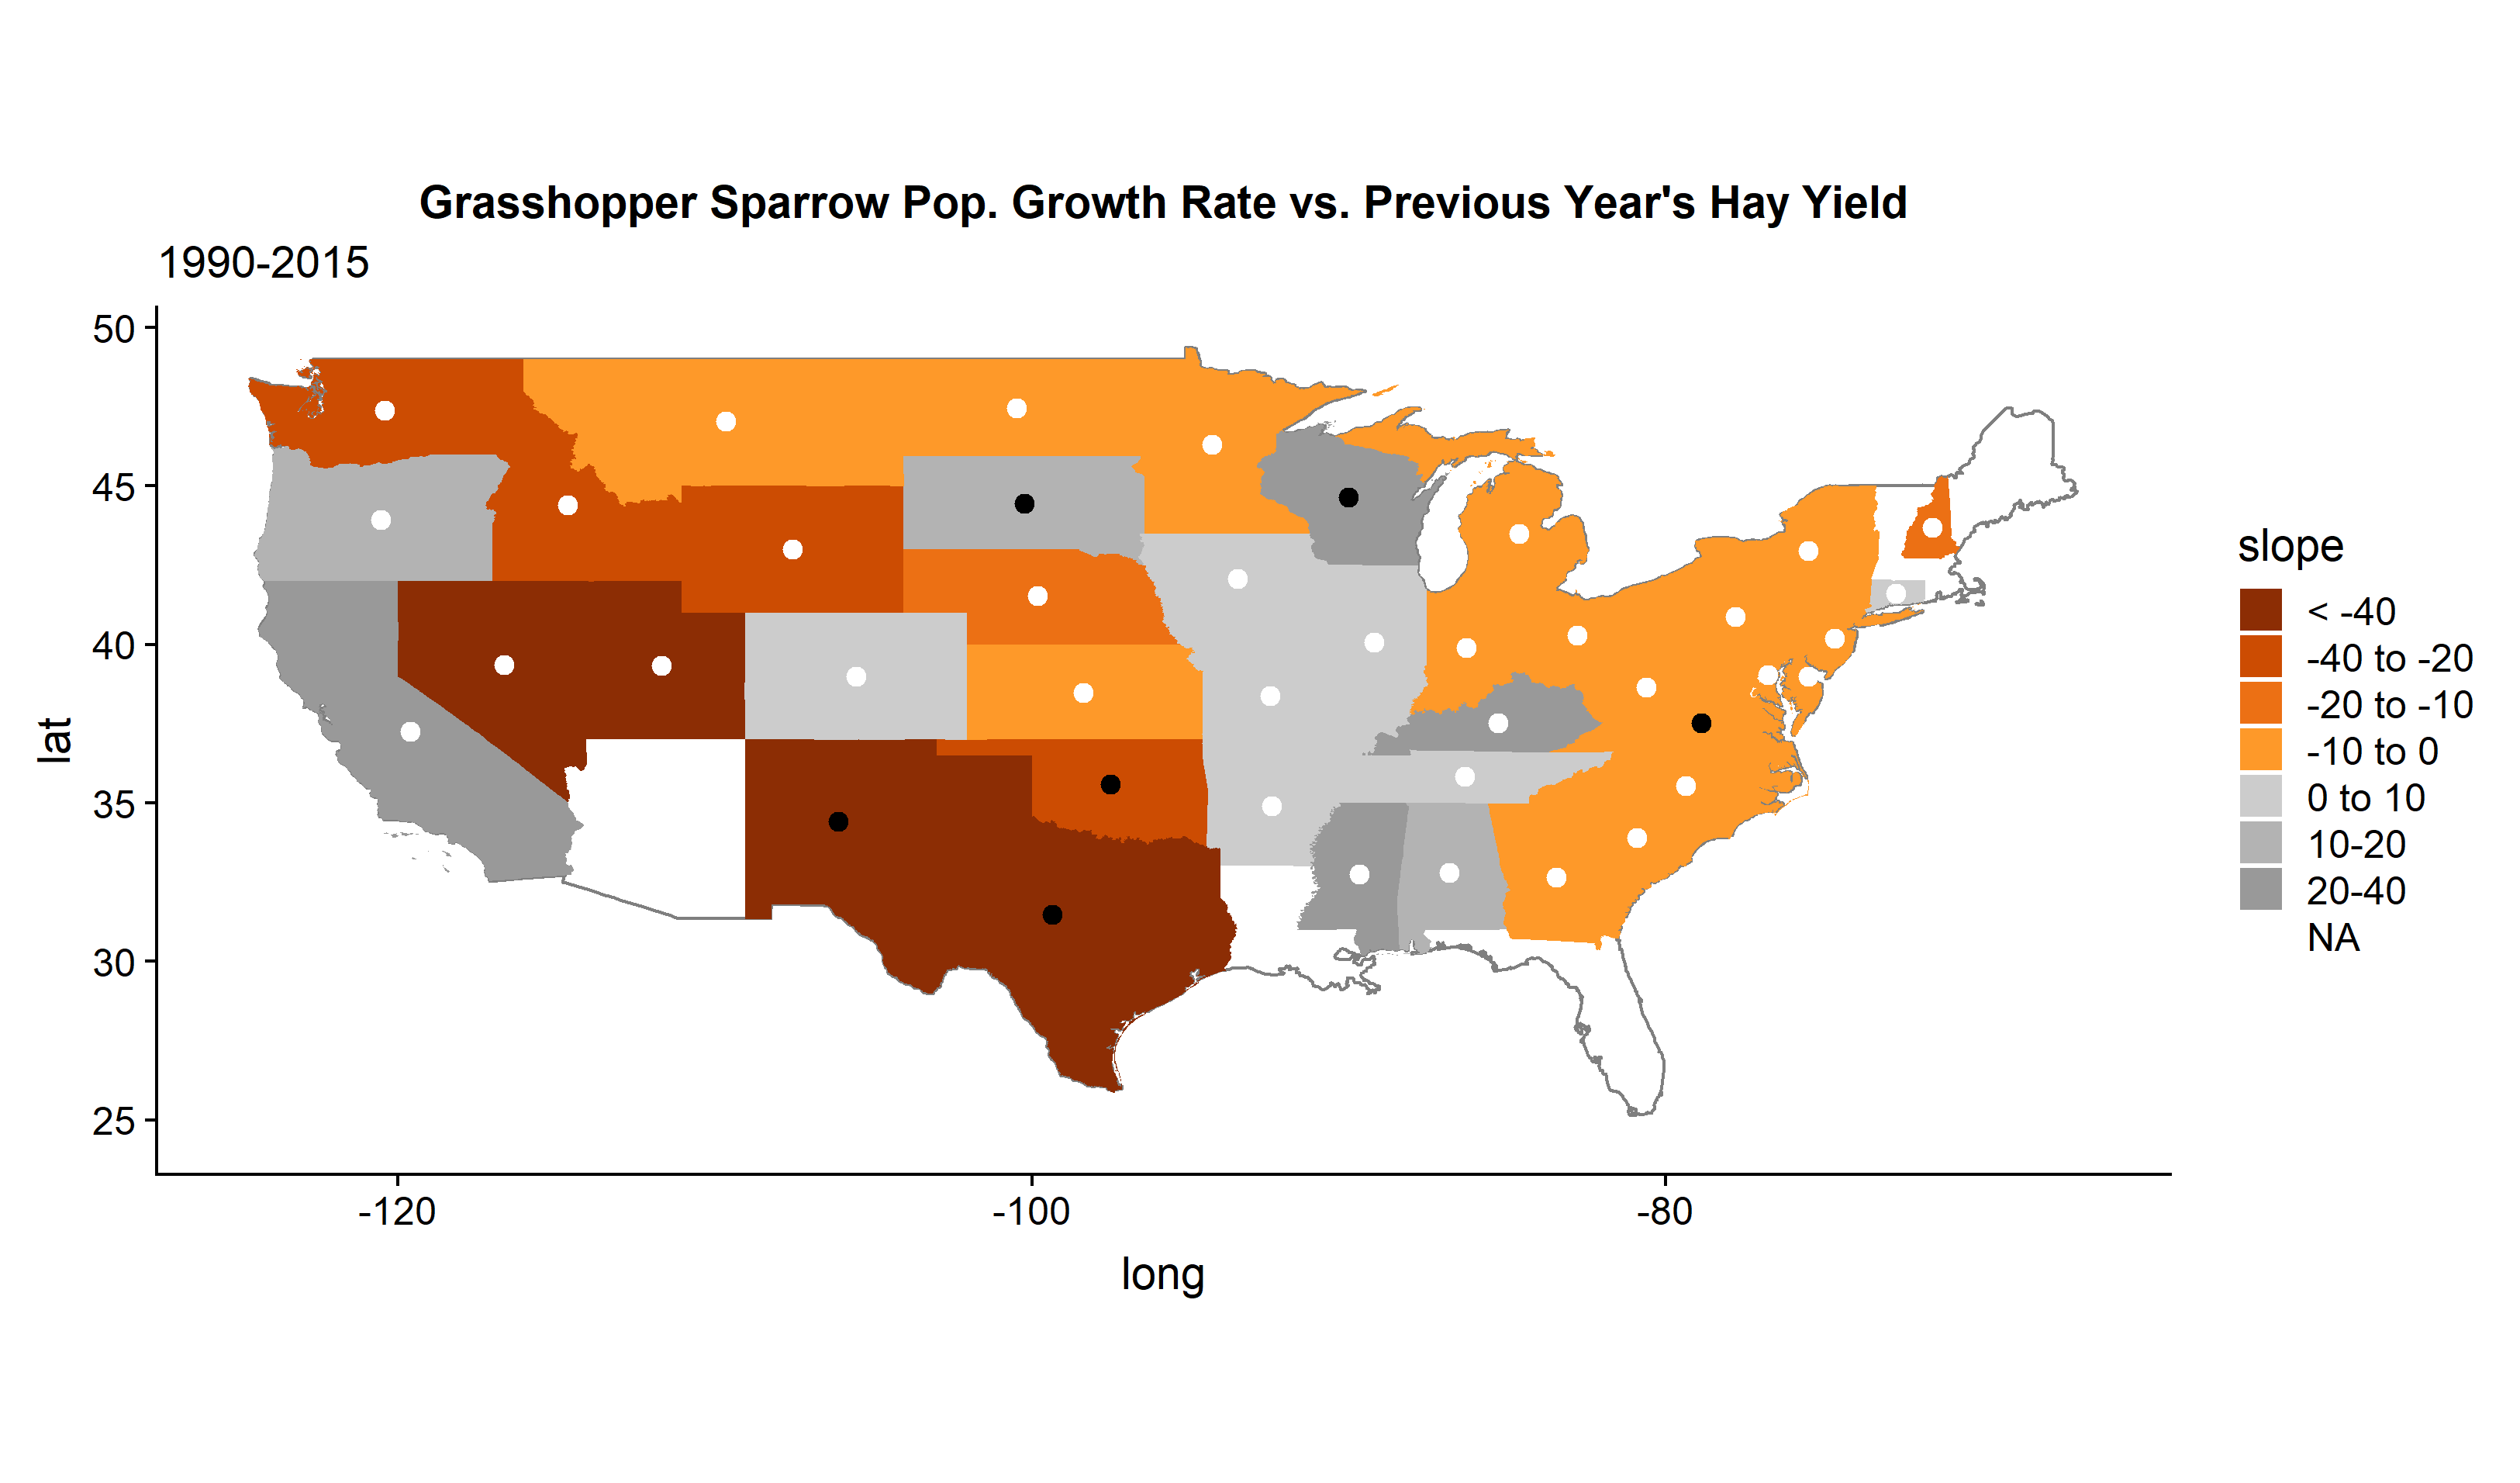 Grasshopper Sparrow Pop. Growth Rate vs. Previous Year's Hay Yield
1990-2015
50
45
40
35
30
25
lat
-120
-100
-80
long
slope
< -40
-40 to -20
-20 to -10
-10 to 0
0 to 10
10-20
20-40
NA